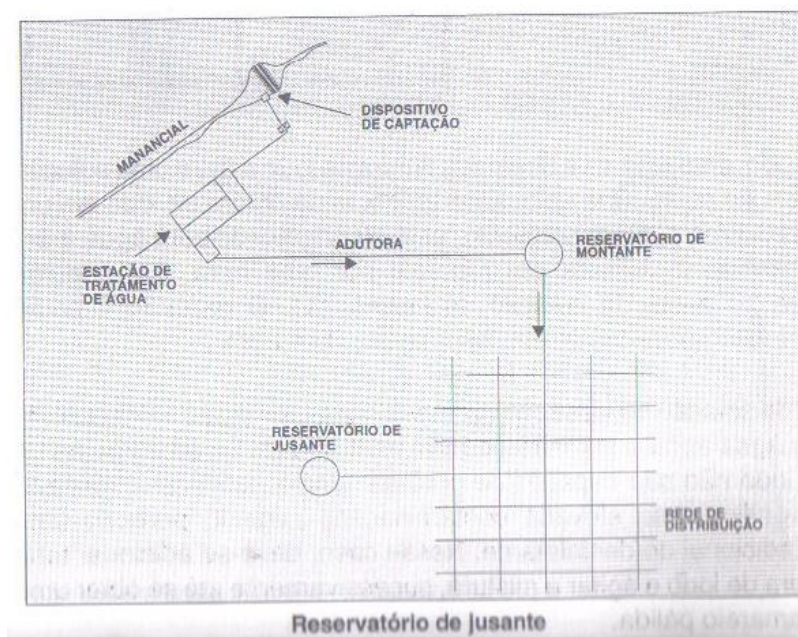 DISPOSITIVO
DE CAPTAÇÃO
MANANCIAL
ADUTORA
RESERVATÓRIO DE
MONTANTE
ESTAÇÃO DE
TRATAMENTO
DE ÁGUA
RESERVATÓRIO DE
JUSANTE
REDE DE
DISTRIBUIÇÃO
Reservatório de jusante